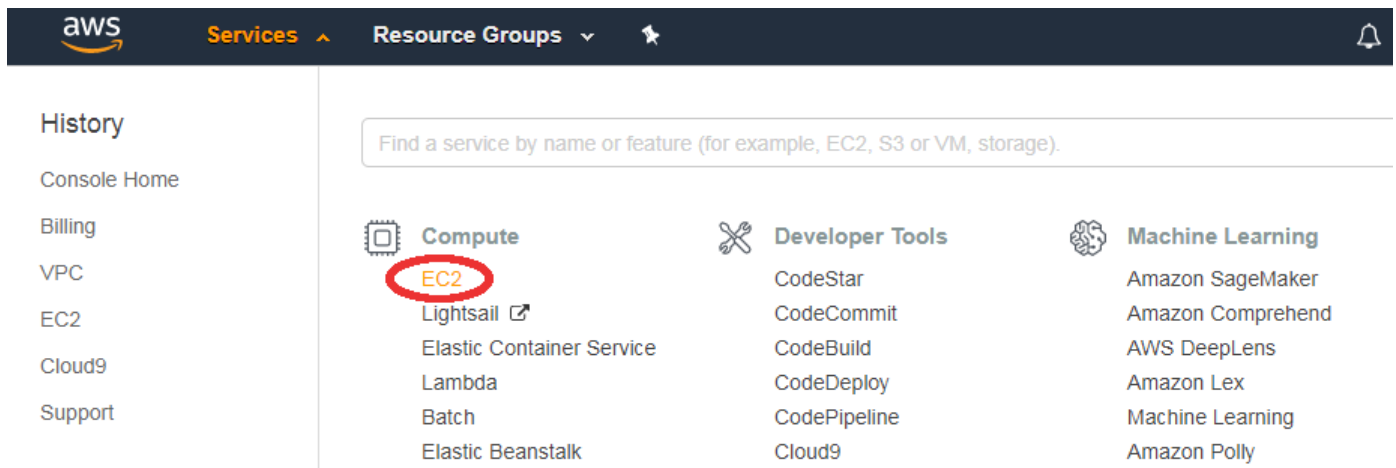 aws
Services
Resource Groups
History
Console Home
Billing
VPC
EC2
Cloud9
Support
Find a service by name or feature (for example, EC2, S3 or VM, storage).
Compute
EC2
Lightsail
Elastic Container Service
Lambda
Batch
Elastic Beanstalk
Developer Tools
CodeStar
CodeCommit
CodeBuild
CodeDeploy
CodePipeline
Cloud9
Machine Learning
Amazon SageMaker
Amazon Comprehend
AWS DeepLens
Amazon Lex
Machine Learning
Amazon Polly